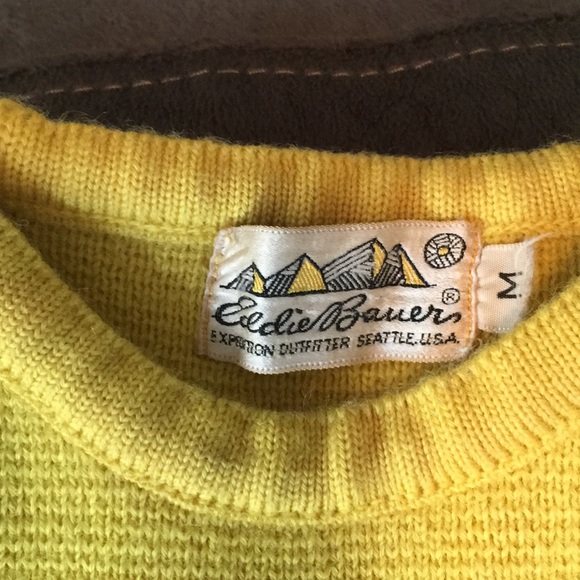 Eddie Bauer ®
EXPEDITION OUTFITTER SEATTLE, U.S.A.
M